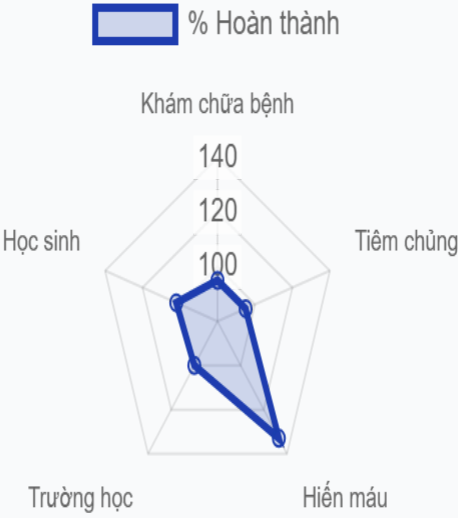 % Hoàn thành
Khám chữa bệnh
140
120
100
Học sinh
Tiêm chủng
Trường học
Hiến máu